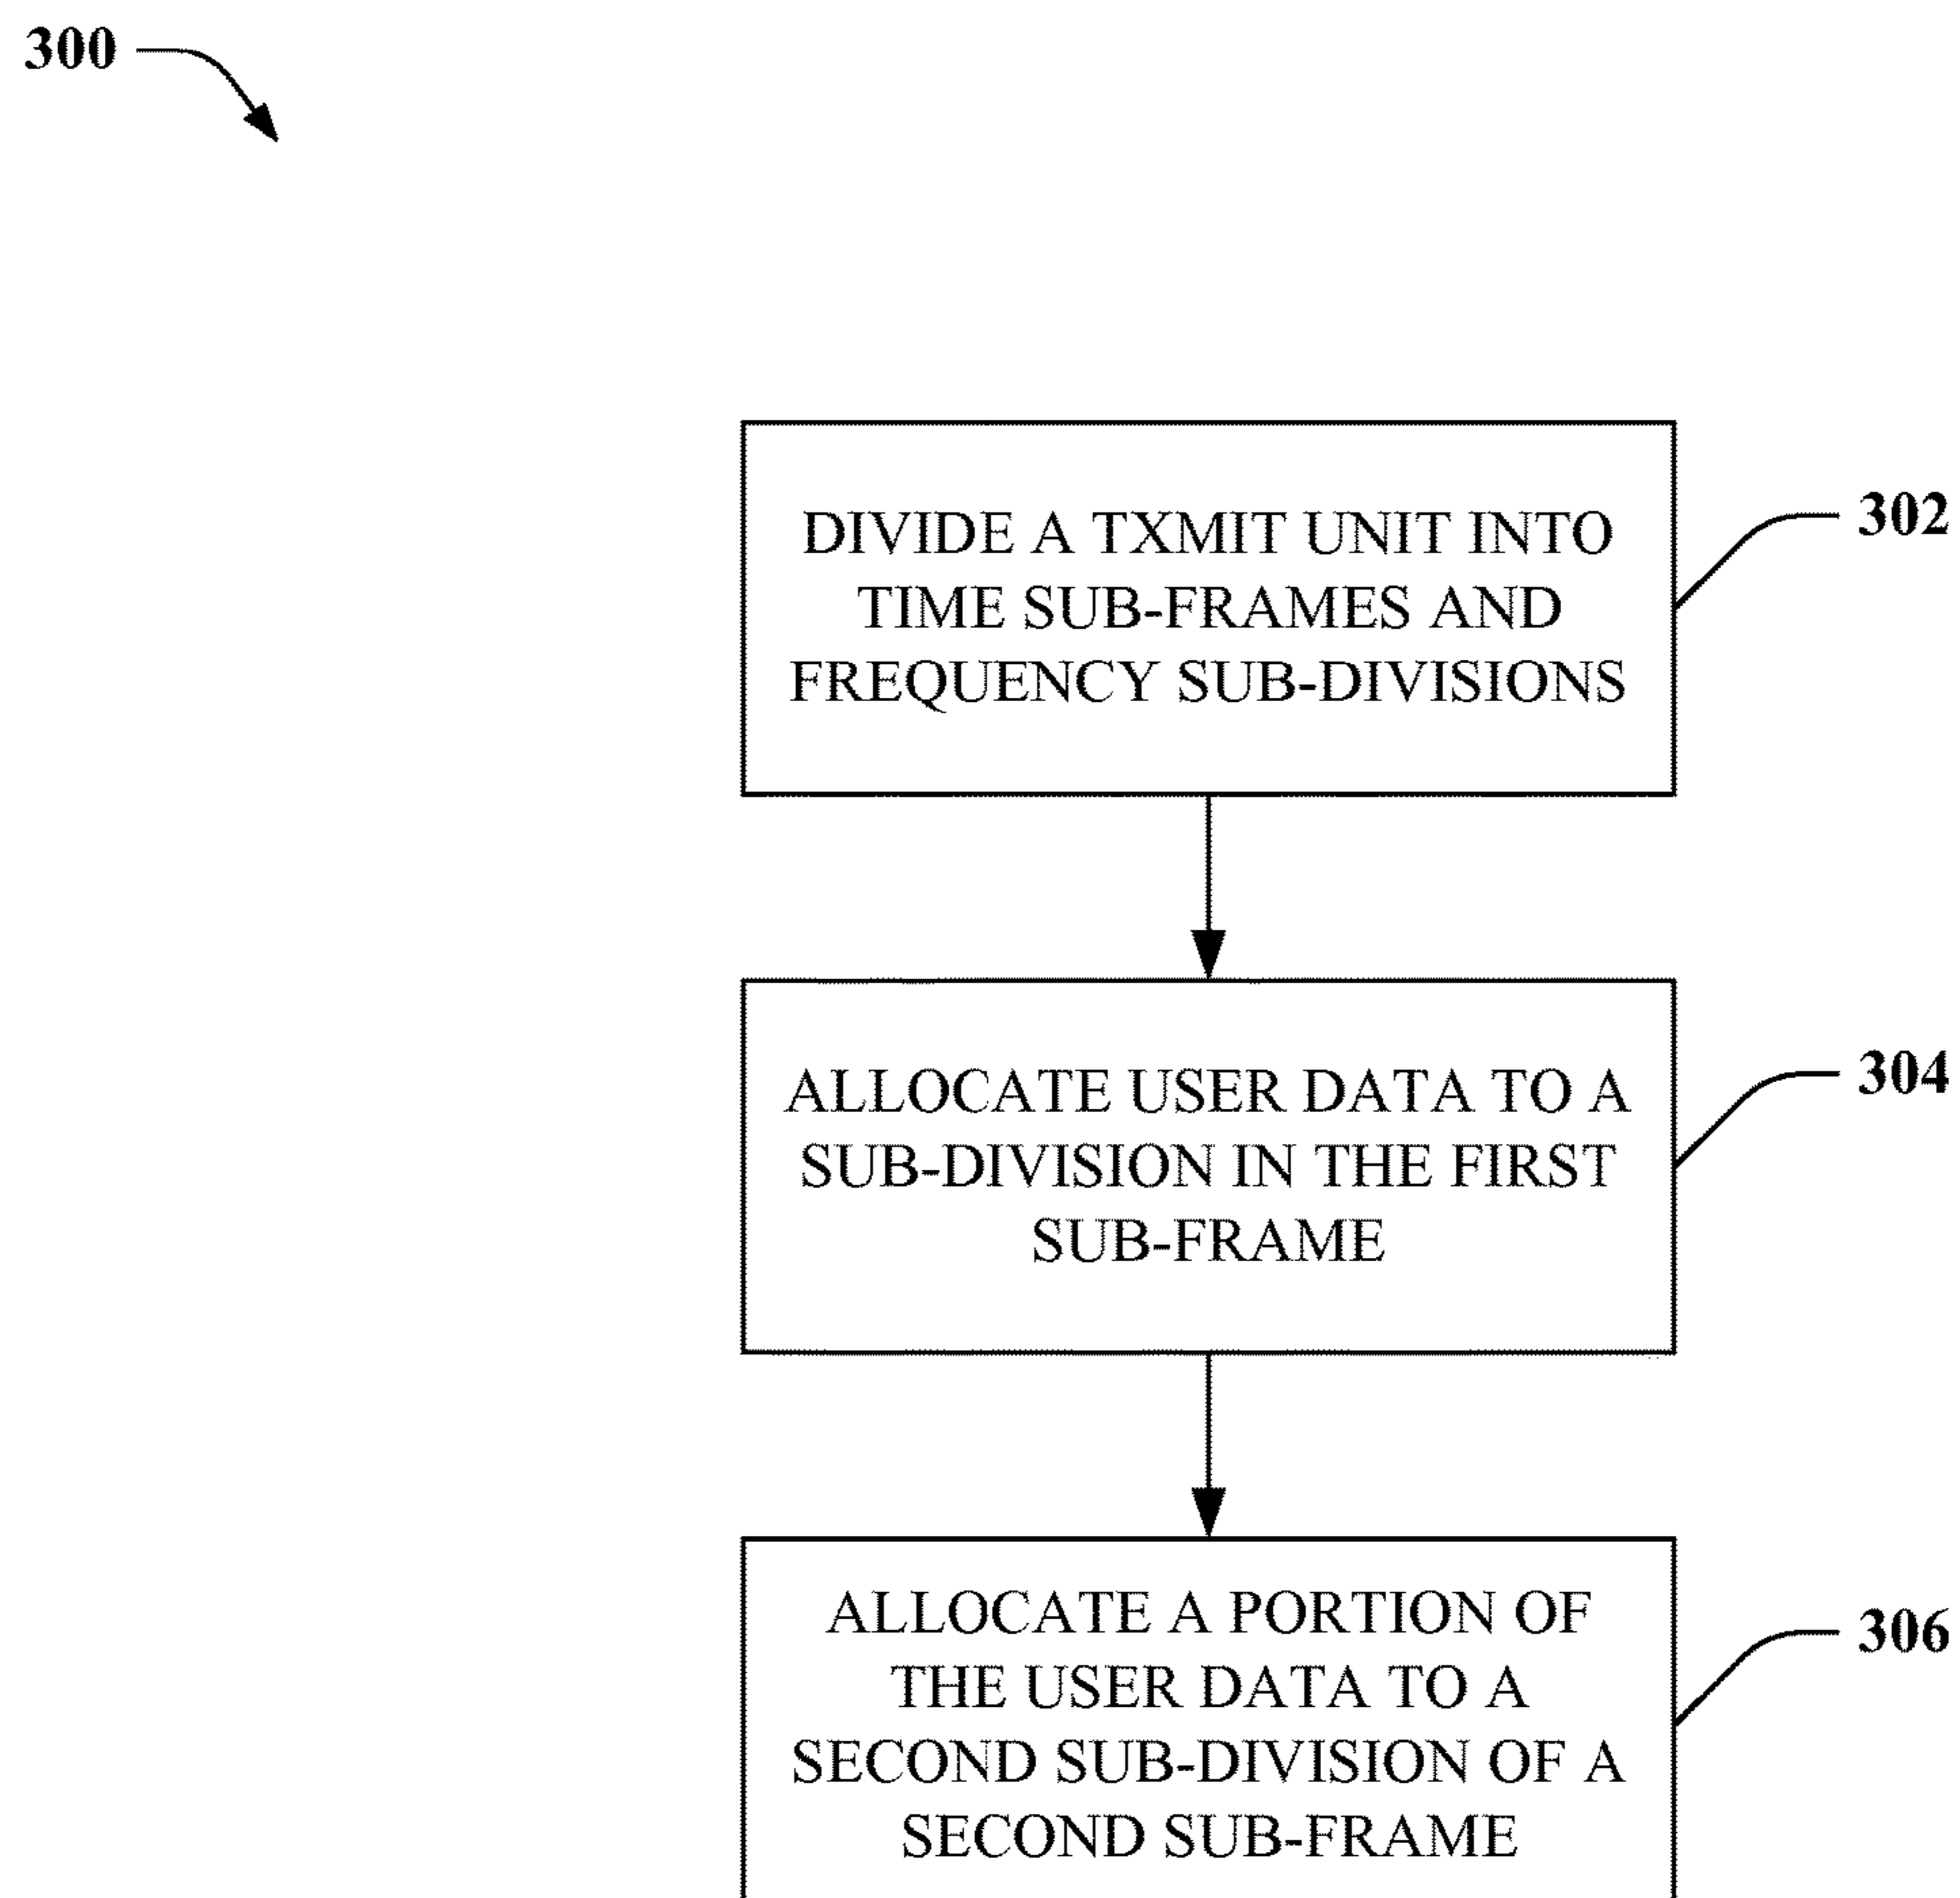 300
DIVIDE A TXMIT UNIT INTO
TIME SUB-FRAMES AND
FREQUENCY SUB-DIVISIONS
302
ALLOCATE USER DATA TO A
SUB-DIVISION IN THE FIRST
SUB-FRAME
304
ALLOCATE A PORTION OF
THE USER DATA TO A
SECOND SUB-DIVISION OF A
SECOND SUB-FRAME
306